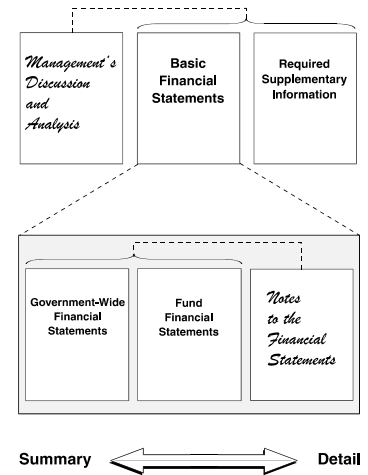 Management's
Discussion
and
Analysis
Basic
Financial
Statements
Required
Supplementary
Information
Government-Wide
Financial
Statements
Fund
Financial
Statements
Notes
to the
Financial
Statements
Summary
Detail